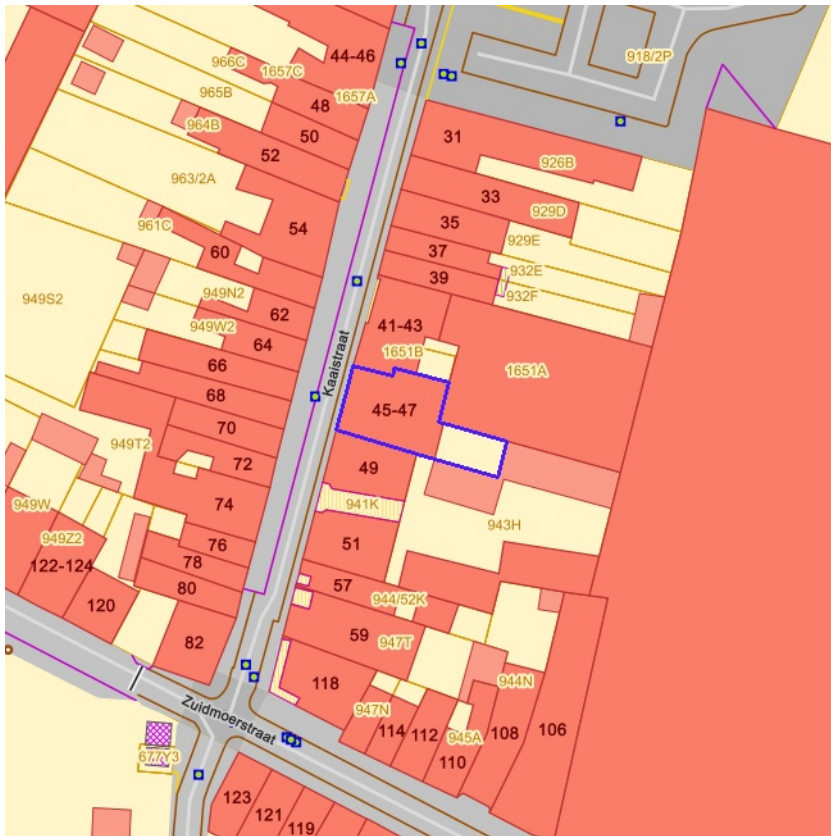 44-46
918/2P
966C
1657C
965B
48
1657A
964B
50
31
52
926B
963/2A
33
929D
961C
54
35
929E
60
37
932E
39
932F
949N2
949S2
62
949W2
64
41-43
Kaaistraat
1651B
66
1651A
68
45-47
70
949T2
72
49
74
949W
941K
943H
949Z2
76
51
122-124
78
57
80
944/52K
120
59
947T
82
118
944N
947N
114
112
108
106
945A
110
Zuidmoerstraat
677Y3
123
121
119